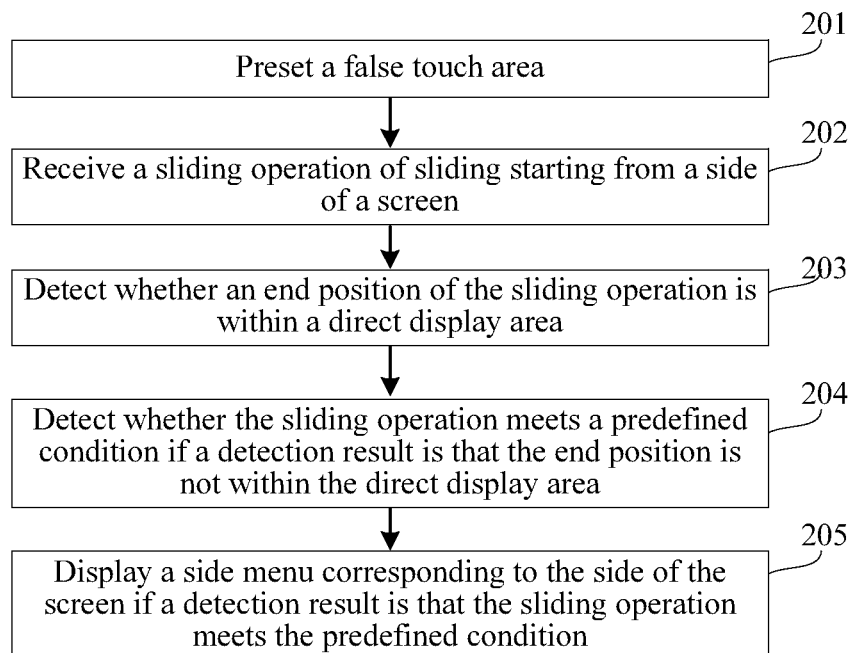 201
Preset a false touch area
202
Receive a sliding operation of sliding starting from a side
of a screen
203
Detect whether an end position of the sliding operation is
within a direct display area
204
Detect whether the sliding operation meets a predefined
condition if a detection result is that the end position is
not within the direct display area
205
Display a side menu corresponding to the side of the
screen if a detection result is that the sliding operation
meets the predefined condition